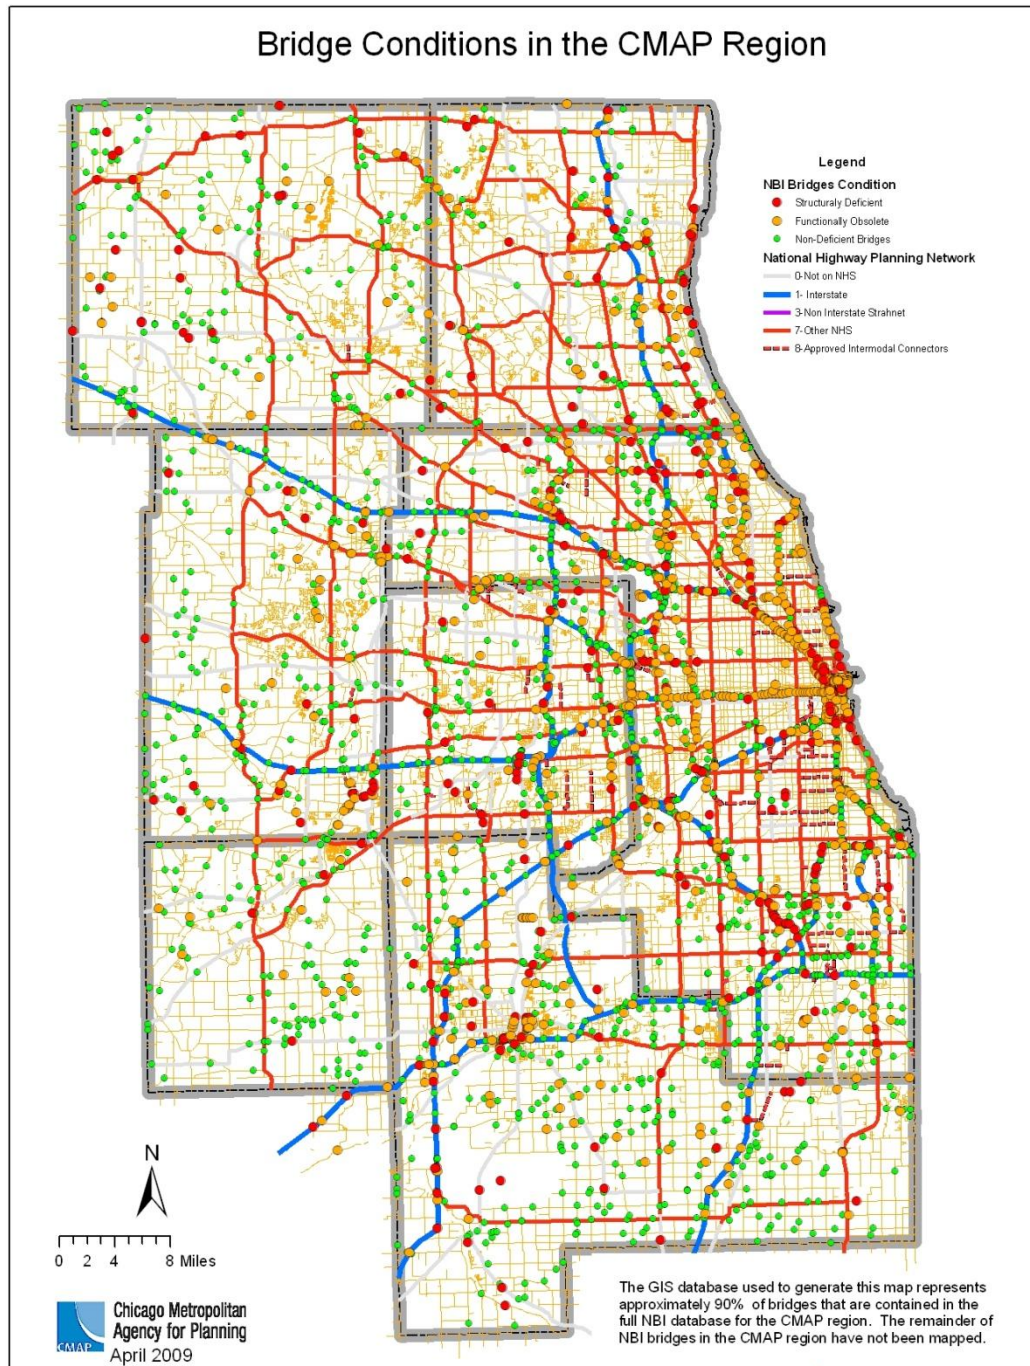 Bridge Conditions in the CMAP Region
Legend
NBI Bridges Condition
Structuraly Deficient
Functionally Obsolete
Non-Deficient Bridges
National Highway Planning Network
0-Not on NHS
1- Interstate
3-Non Interstate Strahnet
7-Other NHS
8-Approved Intermodal Connectors
N
0 2 4 8 Miles
CMAP
Chicago Metropolitan
Agency for Planning
April 2009
The GIS database used to generate this map represents
approximately 90% of bridges that are contained in the
full NBI database for the CMAP region. The remainder of
NBI bridges in the CMAP region have not been mapped.